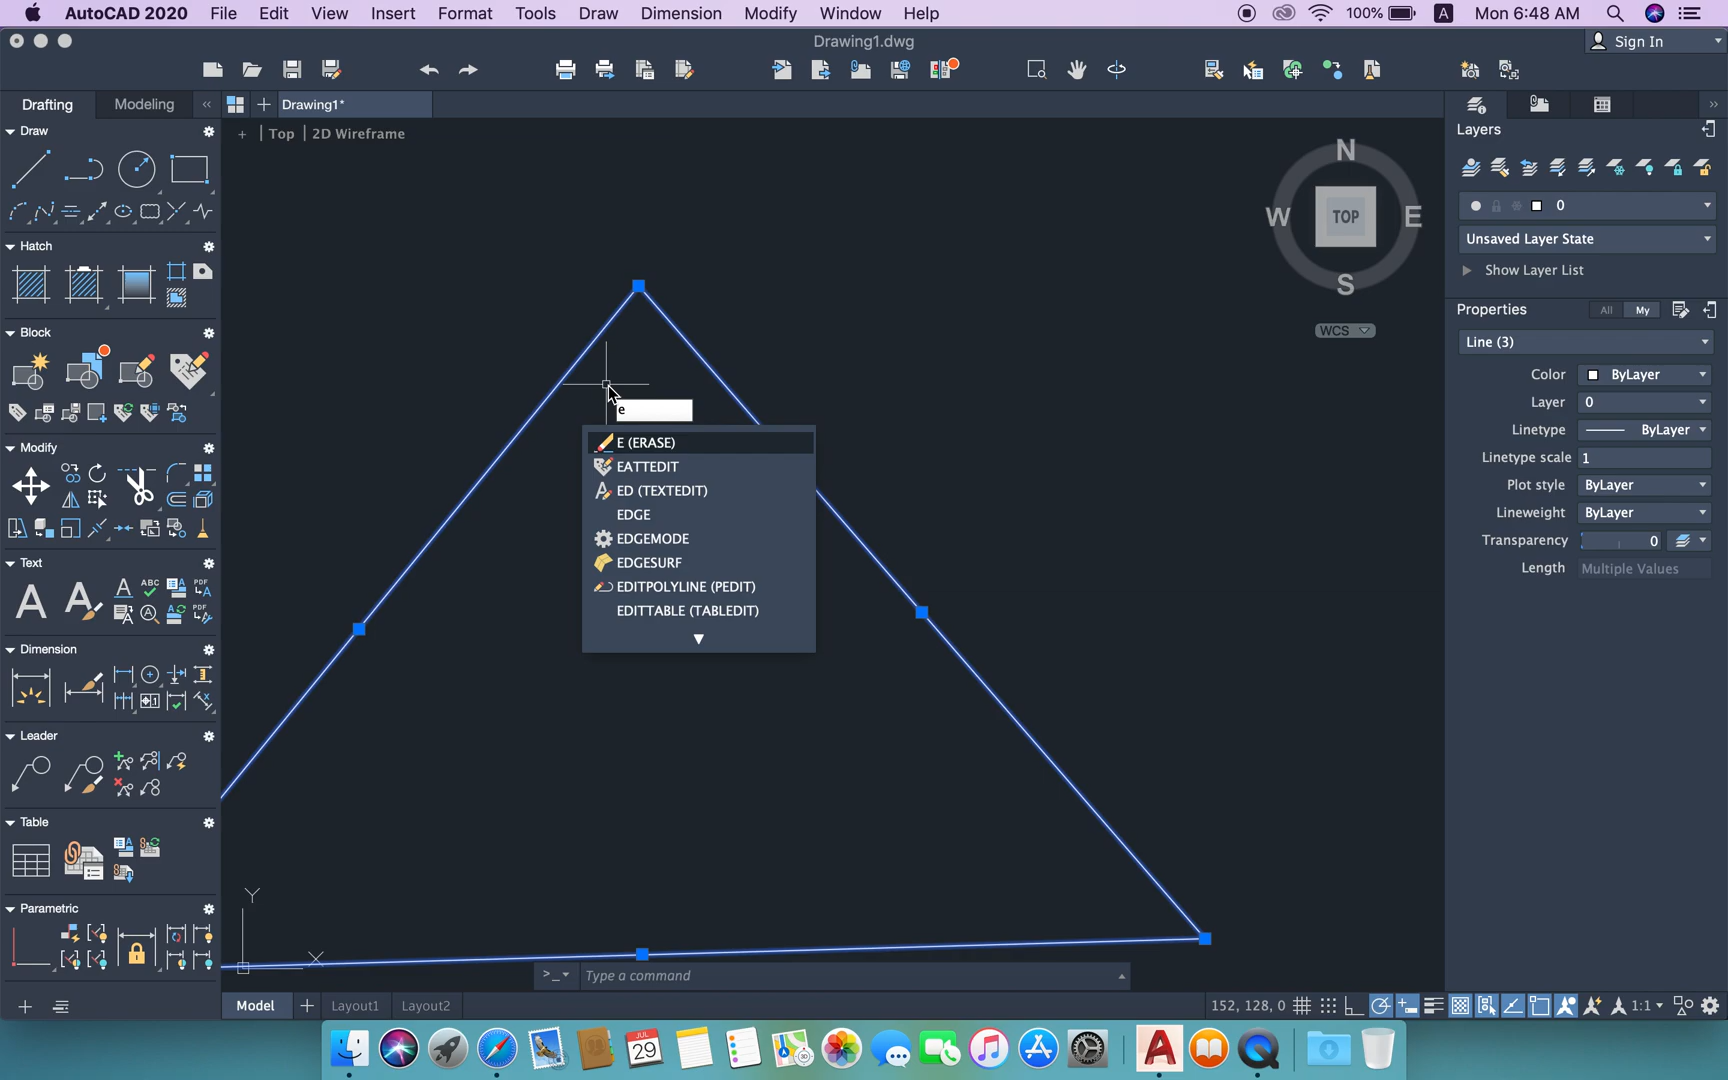 AutoCAD 2020 File Edit View Insert Format Tools Draw Dimension Modify Window Help 100% A Mon 6:48 AM
Drawing1.dwg
Sign In
Drafting Modeling « + Drawing1* »
+ | Top | 2D Wireframe
Draw
Hatch
Block
Modify
Text
A A A ABC PDF A
PDF
Dimension
Leader
Table
Parametric
N
W TOP E
S
WCS
e
E (ERASE)
EATTEDIT
ED (TEXTEDIT)
EDGE
EDGEMODE
EDGESURF
EDITPOLYLINE (PEDIT)
EDITTABLE (TABLEDIT)
Y
X
>_ Type a command
Model + Layout1 Layout2 152, 128, 0 1:1
Layers
0
Unsaved Layer State
Show Layer List
Properties All My
Line (3)
Color ByLayer
Layer 0
Linetype ByLayer
Linetype scale 1
Plot style ByLayer
Lineweight ByLayer
Transparency 0
Length Multiple Values
JUL
29